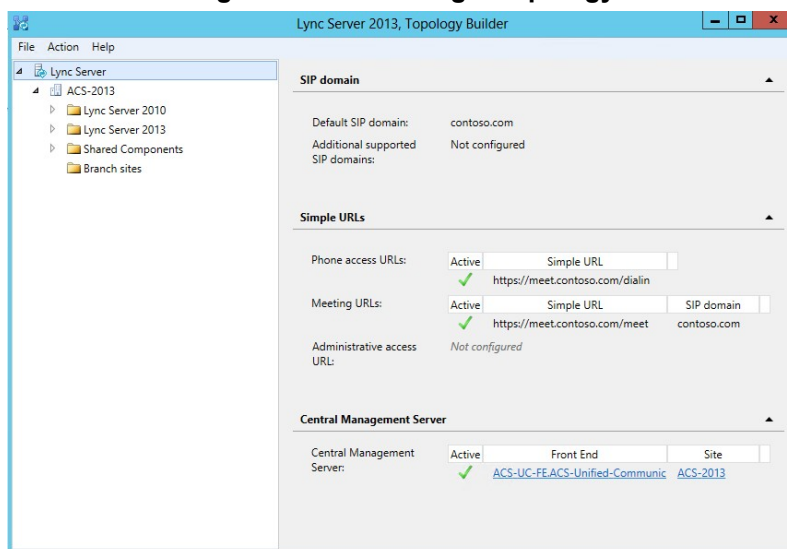 Lync Server 2013, Topology Builder
File Action Help
Lync Server
ACS-2013
Lync Server 2010
Lync Server 2013
Shared Components
Branch sites
SIP domain
Default SIP domain: contoso.com
Additional supported Not configured
SIP domains:
Simple URLs
Phone access URLs: Active Simple URL
https://meet.contoso.com/dialin
Meeting URLs: Active Simple URL SIP domain
https://meet.contoso.com/meet contoso.com
Administrative access Not configured
URL:
Central Management Server
Central Management Active Front End Site
Server: ACS-UC-FE.ACS-Unified-Communic ACS-2013